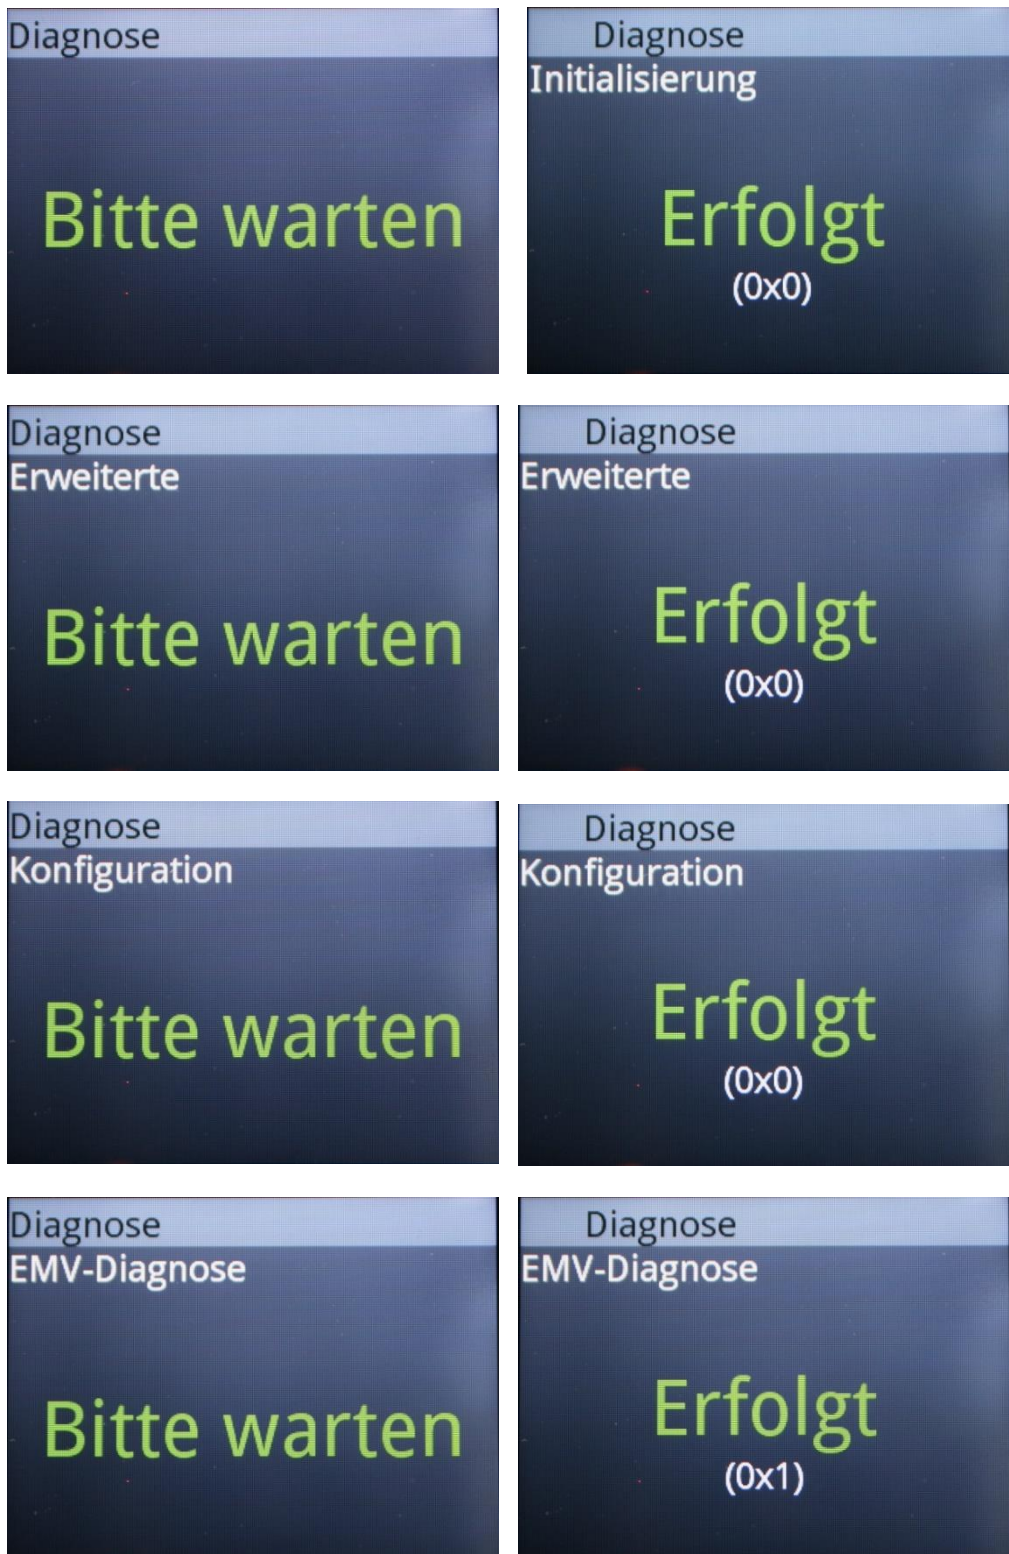 Diagnose
Bitte warten
Diagnose
Initialisierung
Erfolgt
(0x0)
Diagnose
Erweiterte
Bitte warten
Diagnose
Erweiterte
Erfolgt
(0x0)
Diagnose
Konfiguration
Bitte warten
Diagnose
Konfiguration
Erfolgt
(0x0)
Diagnose
EMV-Diagnose
Bitte warten
Diagnose
EMV-Diagnose
Erfolgt
(0x1)